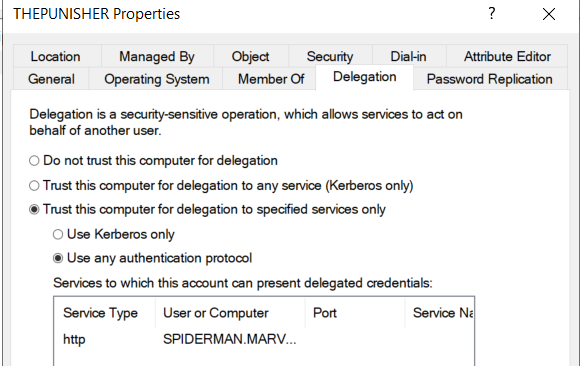 THEPUNISHER Properties
? ×
Location Managed By Object Security Dial-in Attribute Editor
General Operating System Member Of Delegation Password Replication
Delegation is a security-sensitive operation, which allows services to act on
behalf of another user.
Do not trust this computer for delegation
Trust this computer for delegation to any service (Kerberos only)
Trust this computer for delegation to specified services only
Use Kerberos only
Use any authentication protocol
Services to which this account can present delegated credentials:
Service Type User or Computer Port Service Na
http SPIDERMAN.MARV...